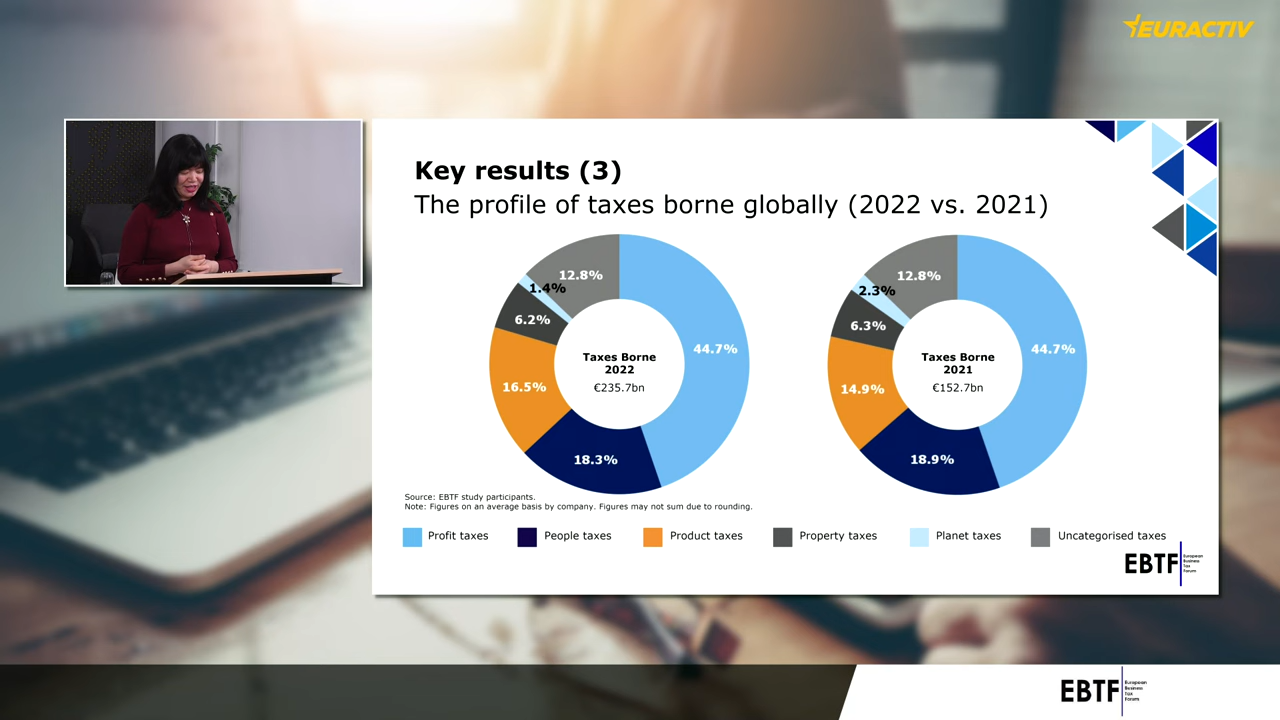 EURACTIV
Key results (3)
The profile of taxes borne globally (2022 vs. 2021)
12.8%
1.4%
6.2%
44.7%
16.5%
18.3%
Taxes Borne
2022
€235.7bn
12.8%
2.3%
6.3%
44.7%
14.9%
18.9%
Taxes Borne
2021
€152.7bn
Source: EBTF study participants.
Note: Figures on an average basis by company. Figures may not sum due to rounding.
Profit taxes
People taxes
Product taxes
Property taxes
Planet taxes
Uncategorised taxes
EBTF
European
Business
Tax
Forum
EBTF
European
Business
Tax
Forum